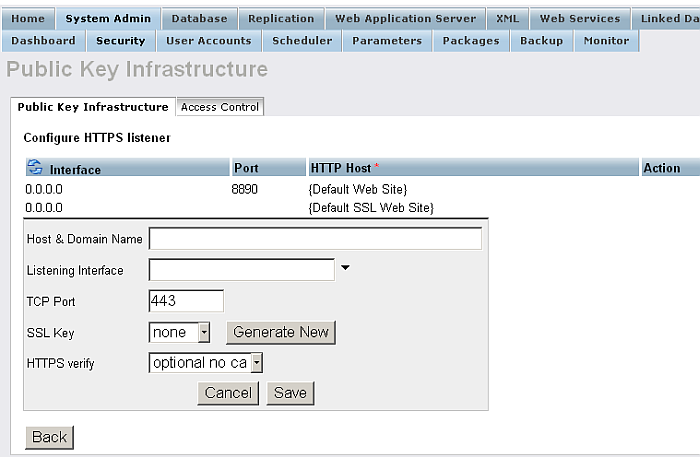 Home System Admin Database Replication Web Application Server XML Web Services Linked Da
Dashboard Security User Accounts Scheduler Parameters Packages Backup Monitor
Public Key Infrastructure
Public Key Infrastructure Access Control
Configure HTTPS listener
Interface Port HTTP Host * Action
0.0.0.0 8890 {Default Web Site}
0.0.0.0 {Default SSL Web Site}
Host & Domain Name
Listening Interface
TCP Port 443
SSL Key none Generate New
HTTPS verify optional no ca
Cancel Save
Back